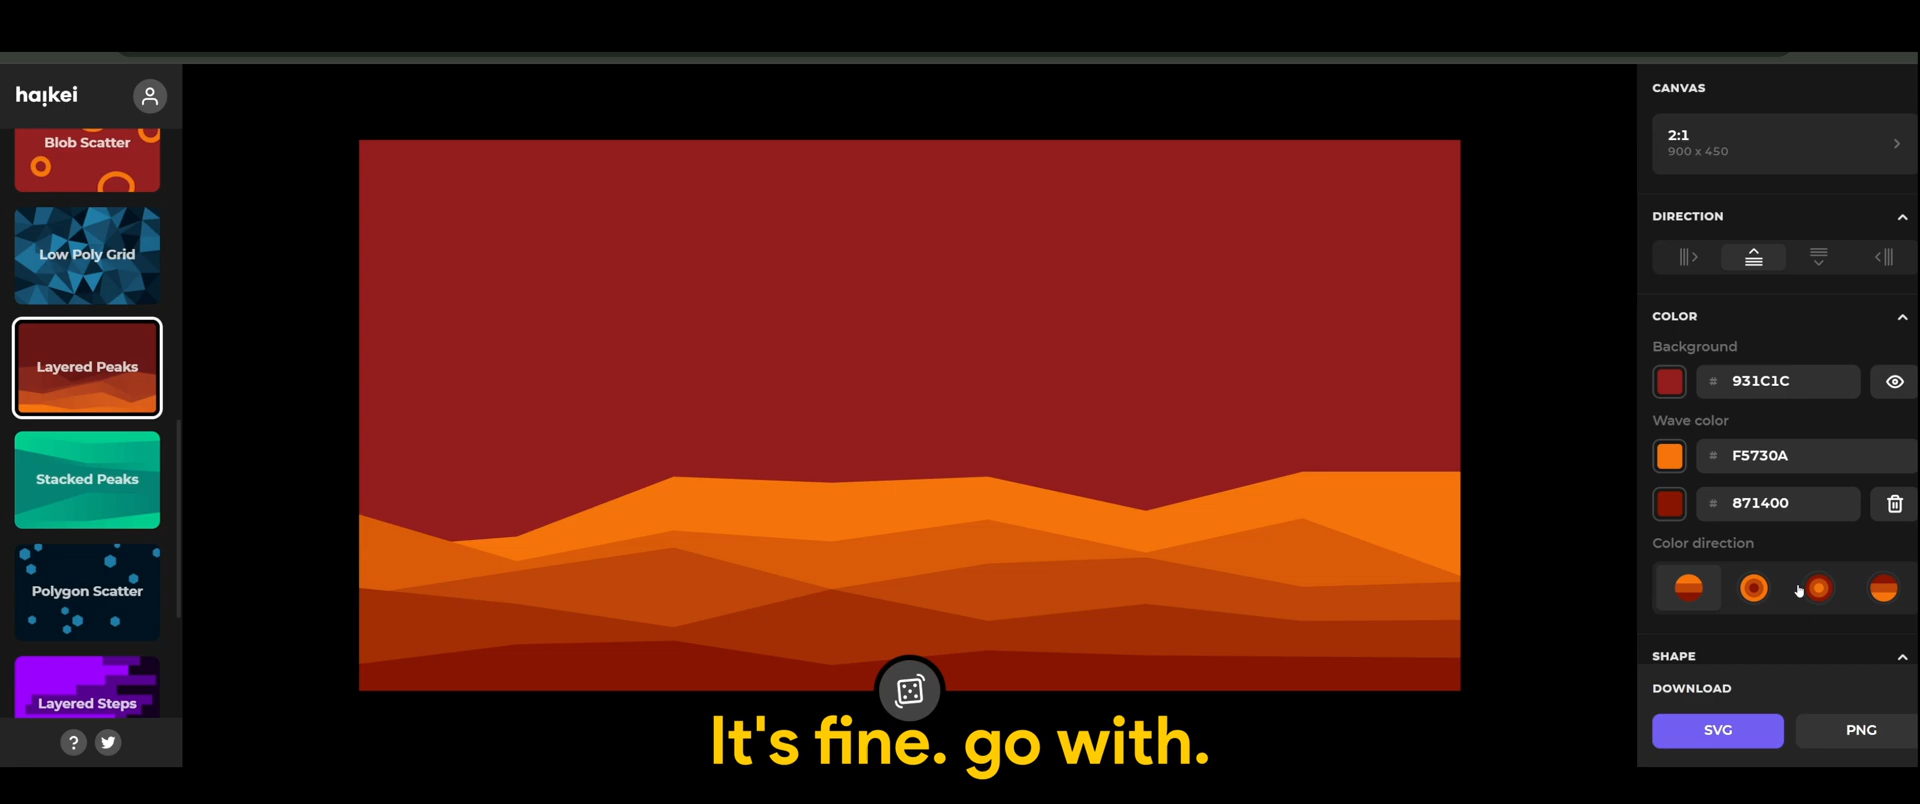 haikei
Blob Scatter
Low Poly Grid
Layered Peaks
Stacked Peaks
Polygon Scatter
Layered Steps
?
CANVAS
2:1
900 x 450
DIRECTION
COLOR
Background
# 931C1C
Wave color
# F5730A
# 871400
Color direction
SHAPE
DOWNLOAD
SVG PNG
It's fine. go with.